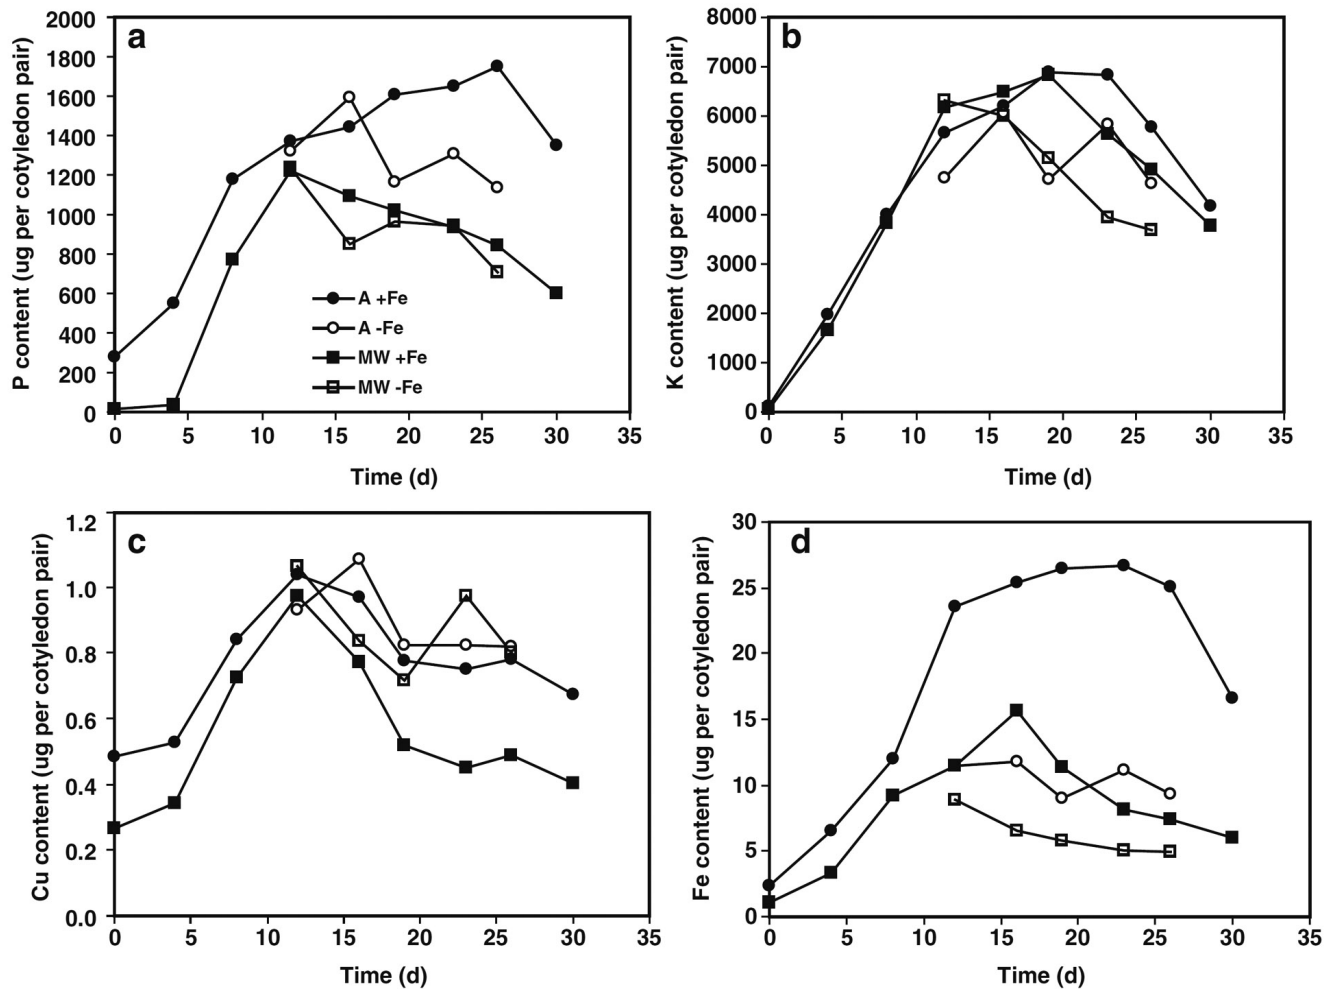 a
P content (ug per cotyledon pair)
2000
1800
1600
1400
1200
1000
800
600
400
200
0
A +Fe
A -Fe
MW +Fe
MW -Fe
0 5 10 15 20 25 30 35
Time (d)
b
K content (ug per cotyledon pair)
8000
7000
6000
5000
4000
3000
2000
1000
0
0 5 10 15 20 25 30 35
Time (d)
c
Cu content (ug per cotyledon pair)
1.2
1.0
0.8
0.6
0.4
0.2
0.0
0 5 10 15 20 25 30 35
Time (d)
d
Fe content (ug per cotyledon pair)
30
25
20
15
10
5
0
0 5 10 15 20 25 30 35
Time (d)